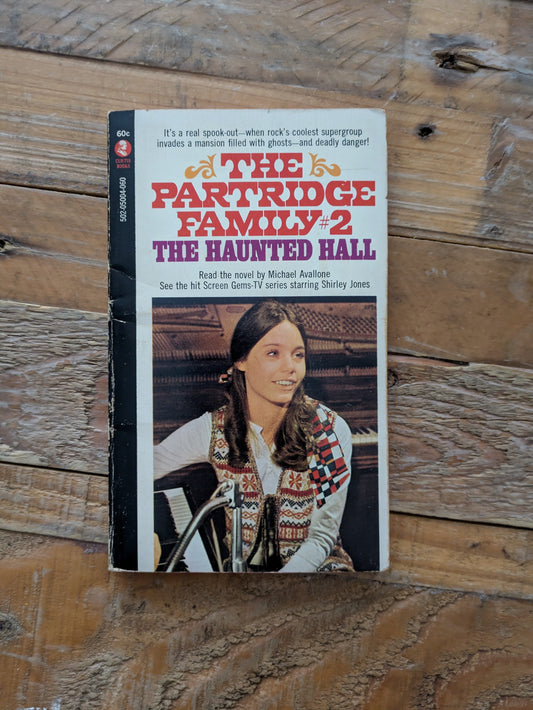 60c
CURTIS
BOOKS
502-05004-060
It's a real spook-out—when rock's coolest supergroup
invades a mansion filled with ghosts—and deadly danger!
THE
PARTRIDGE
FAMILY #2
THE HAUNTED HALL
Read the novel by Michael Avallone
See the hit Screen Gems-TV series starring Shirley Jones